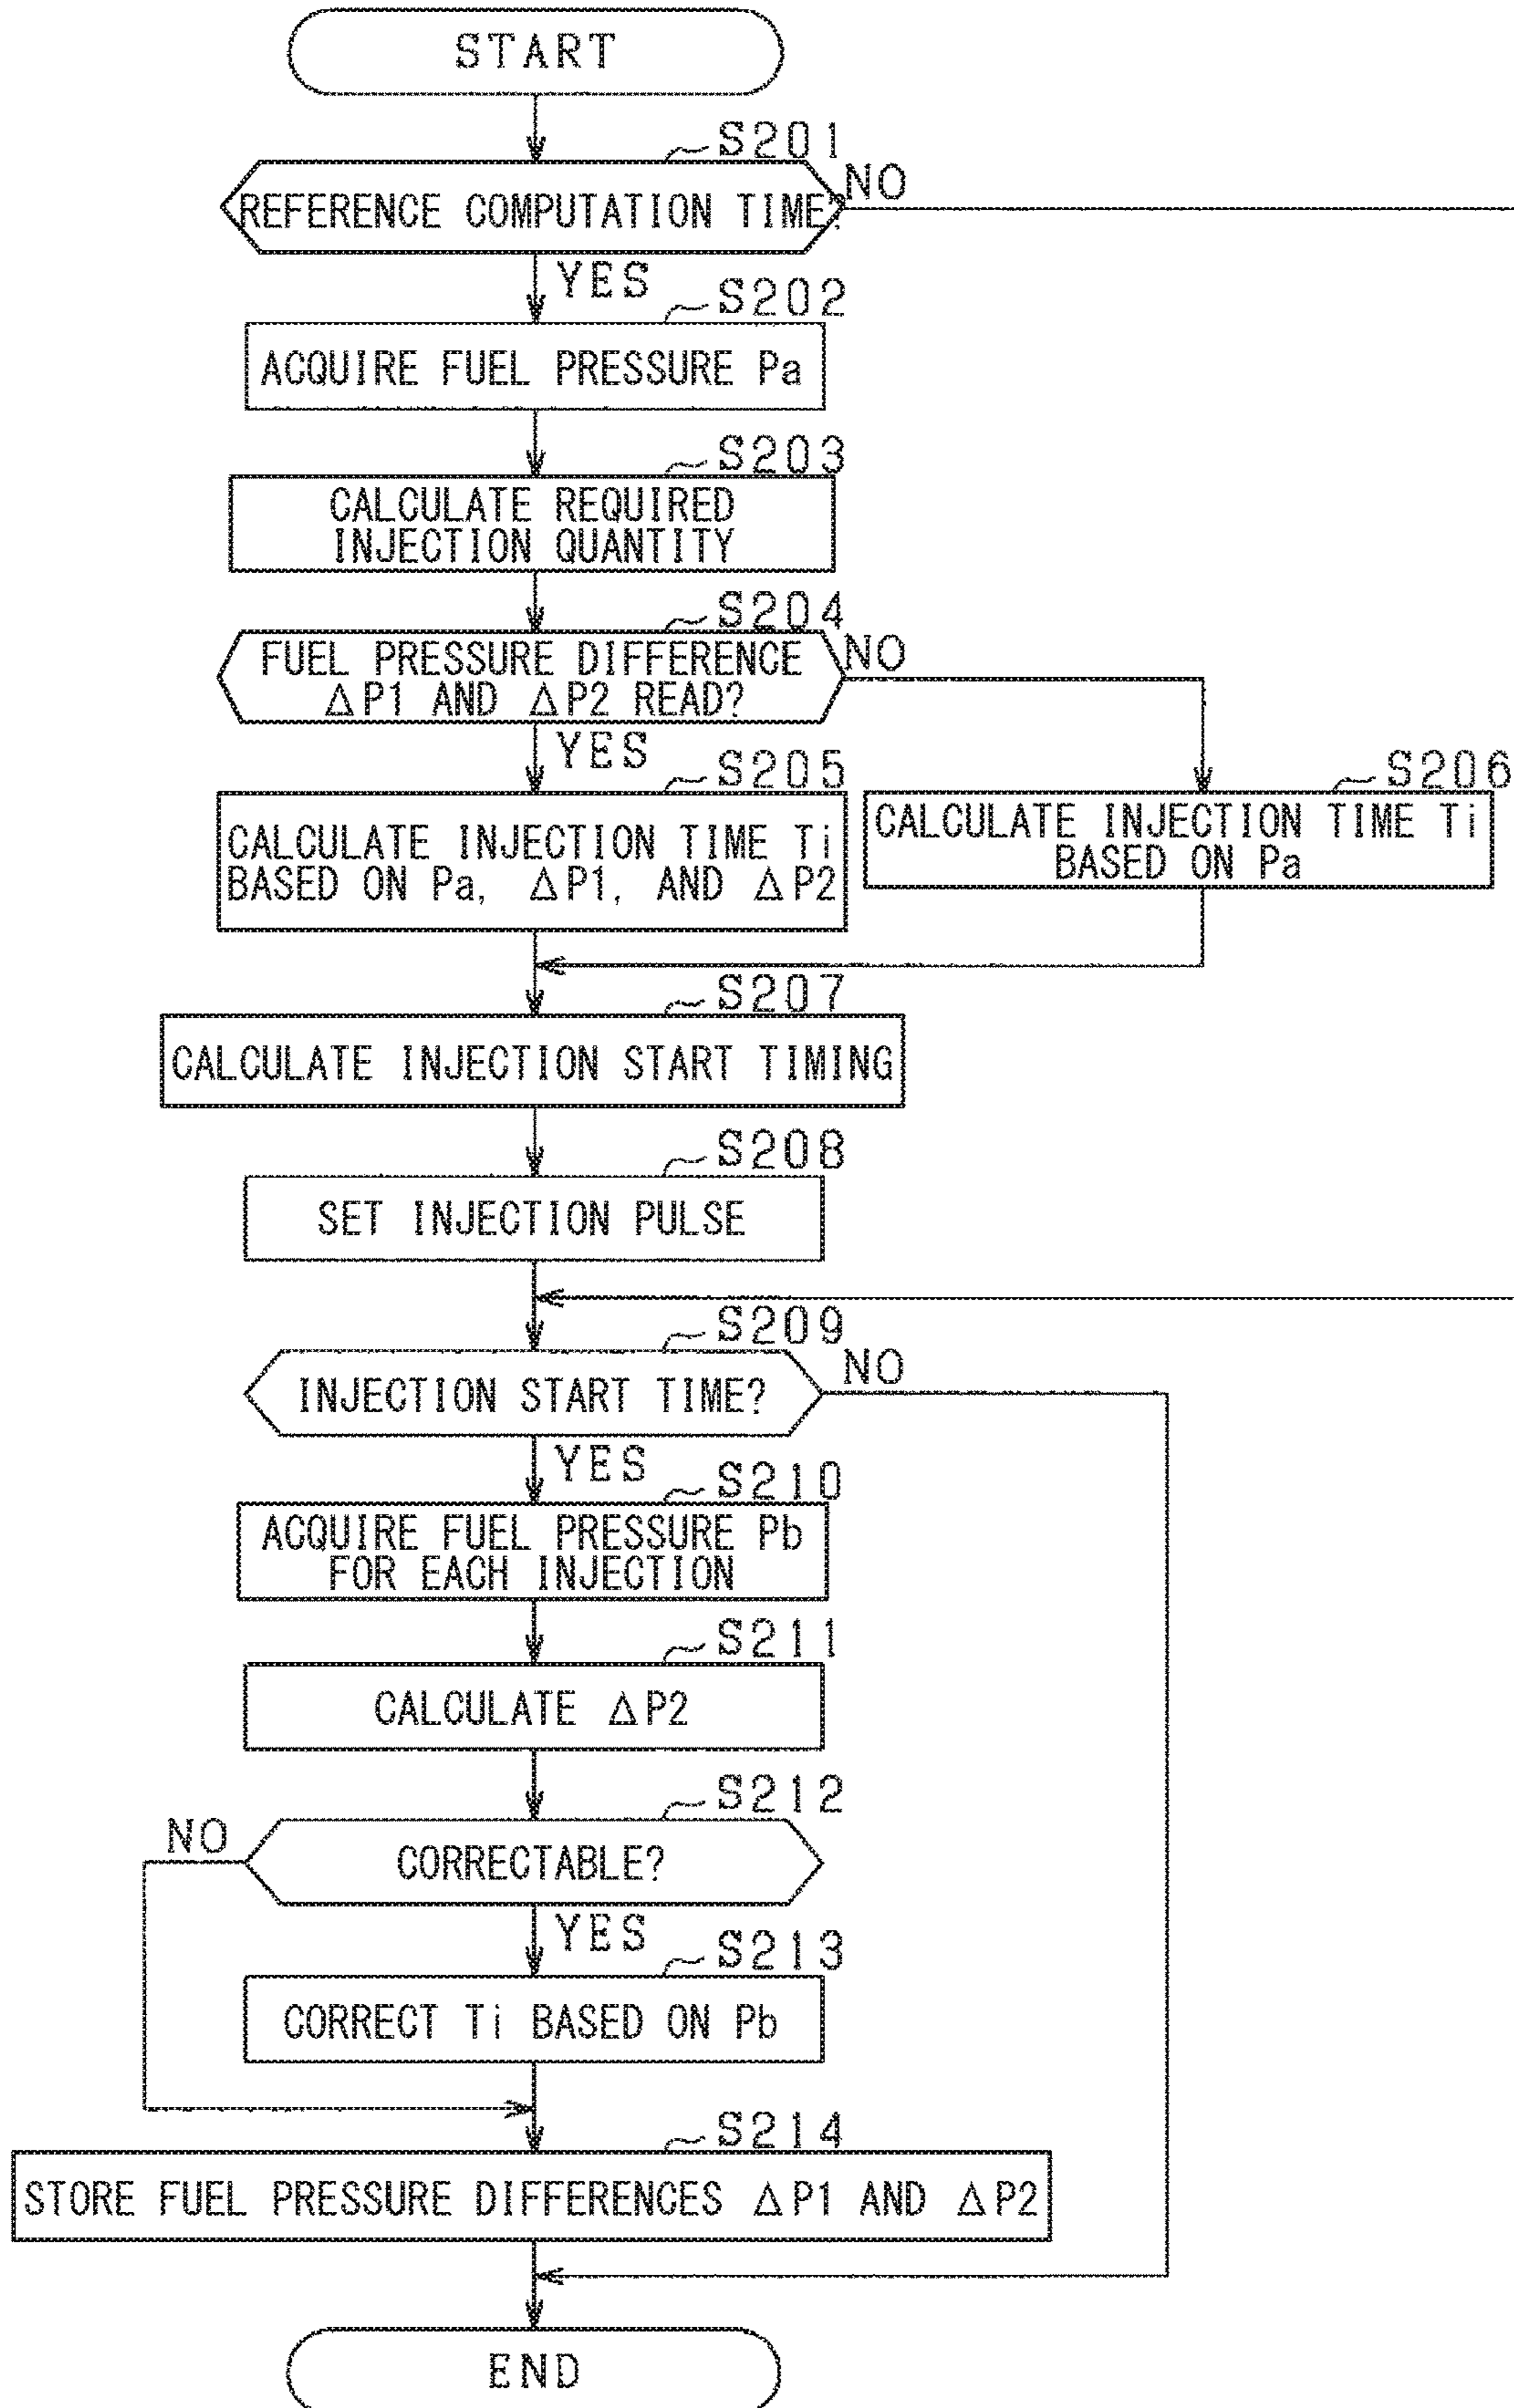 START
S201
REFERENCE COMPUTATION TIME?
NO
YES
S202
ACQUIRE FUEL PRESSURE Pa
S203
CALCULATE REQUIRED
INJECTION QUANTITY
S204
FUEL PRESSURE DIFFERENCE
ΔP1 AND ΔP2 READ?
NO
YES
S205
CALCULATE INJECTION TIME Ti
BASED ON Pa, ΔP1, AND ΔP2
S206
CALCULATE INJECTION TIME Ti
BASED ON Pa
S207
CALCULATE INJECTION START TIMING
S208
SET INJECTION PULSE
S209
INJECTION START TIME?
NO
YES
S210
ACQUIRE FUEL PRESSURE Pb
FOR EACH INJECTION
S211
CALCULATE ΔP2
S212
NO
CORRECTABLE?
YES
S213
CORRECT Ti BASED ON Pb
S214
STORE FUEL PRESSURE DIFFERENCES ΔP1 AND ΔP2
END